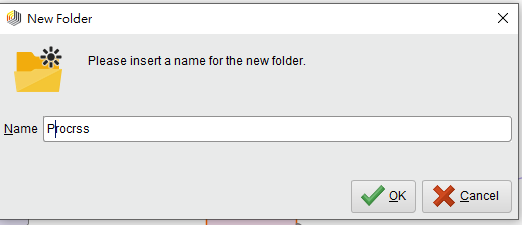 New Folder
Please insert a name for the new folder.
Name Procrss
OK Cancel